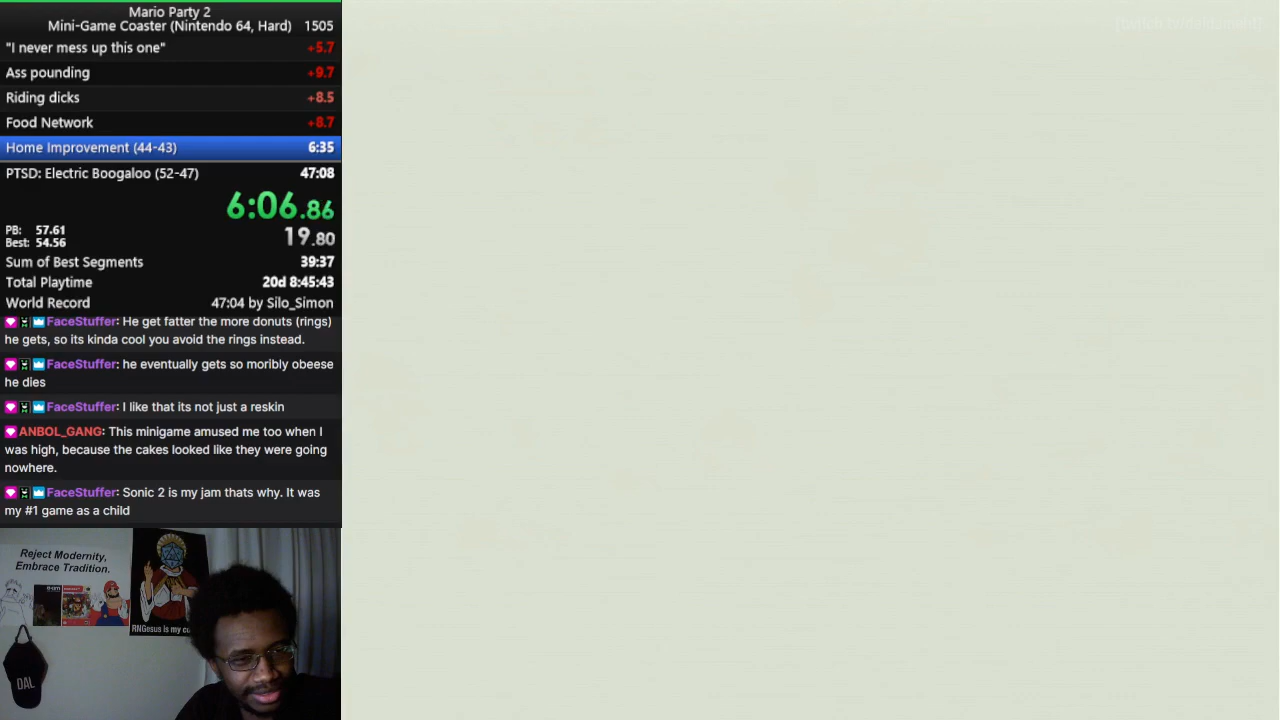 Mario Party 2
Mini-Game Coaster (Nintendo 64, Hard) 1505
"I never mess up this one" +5.7
Ass pounding +9.7
Riding dicks +8.5
Food Network +8.7
Home Improvement (44-43) 6:35
PTSD: Electric Boogaloo (52-47) 47:08
6:06.86
PB: 57.61
Best: 54.56
19.80
Sum of Best Segments 39:37
Total Playtime 20d 8:45:43
World Record 47:04 by Silo_Simon
FaceStuffer: He get fatter the more donuts (rings)
he gets, so its kinda cool you avoid the rings instead.
FaceStuffer: he eventually gets so moribly obeese
he dies
FaceStuffer: I like that its not just a reskin
ANBOL_GANG: This minigame amused me too when I
was high, because the cakes looked like they were going
nowhere.
FaceStuffer: Sonic 2 is my jam thats why. It was
my #1 game as a child
Reject Modernity,
Embrace Tradition.
RNGesus is my
DAL